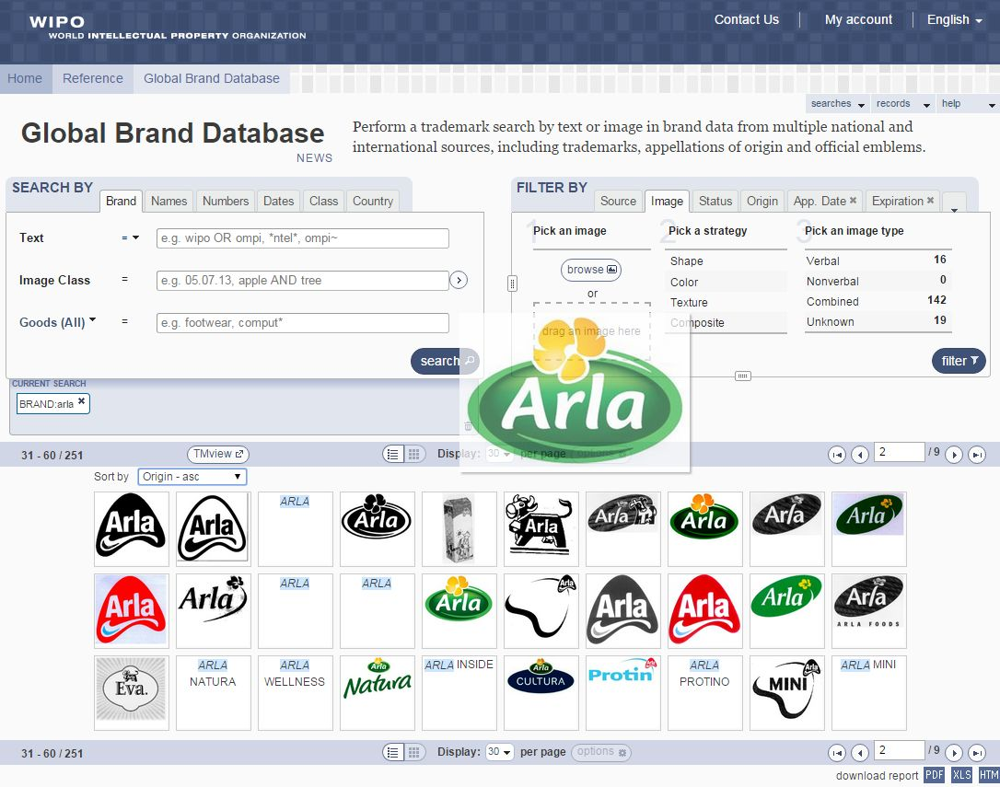 WIPO
WORLD INTELLECTUAL PROPERTY ORGANIZATION
Contact Us
My account
English
Home
Reference
Global Brand Database
searches
records
help
Global Brand Database
NEWS
Perform a trademark search by text or image in brand data from multiple national and
international sources, including trademarks, appellations of origin and official emblems.
SEARCH BY
Brand
Names
Numbers
Dates
Class
Country
Text
=
e.g. wipo OR ompi, *ntel*, ompi~
Image Class
=
e.g. 05.07.13, apple AND tree
Goods (All)
=
e.g. footwear, comput*
search
FILTER BY
Source
Image
Status
Origin
App. Date
Expiration
1
Pick an image
browse
or
drag an image here
2
Pick a strategy
Shape
Color
Texture
Composite
3
Pick an image type
Verbal 16
Nonverbal 0
Combined 142
Unknown 19
filter
Arla
CURRENT SEARCH
BRAND:arla
31 - 60 / 251
TMview
Display: 30 per page
options
2 / 9
Sort by
Origin - asc
Arla
Arla
ARLA
Arla
Arla
Arla
Arla
Arla
Arla
Arla
Arla
ARLA
ARLA
Arla
Arla
Arla
Arla
Arla
Arla
ARLA FOODS
Eva.
ARLA
NATURA
ARLA
WELLNESS
Arla
Natura
ARLA INSIDE
Arla
CULTURA
Protin
Arla
ARLA
PROTINO
Arla
MINI
ARLA MINI
31 - 60 / 251
Display: 30 per page
options
2 / 9
download report
PDF
XLS
HTM